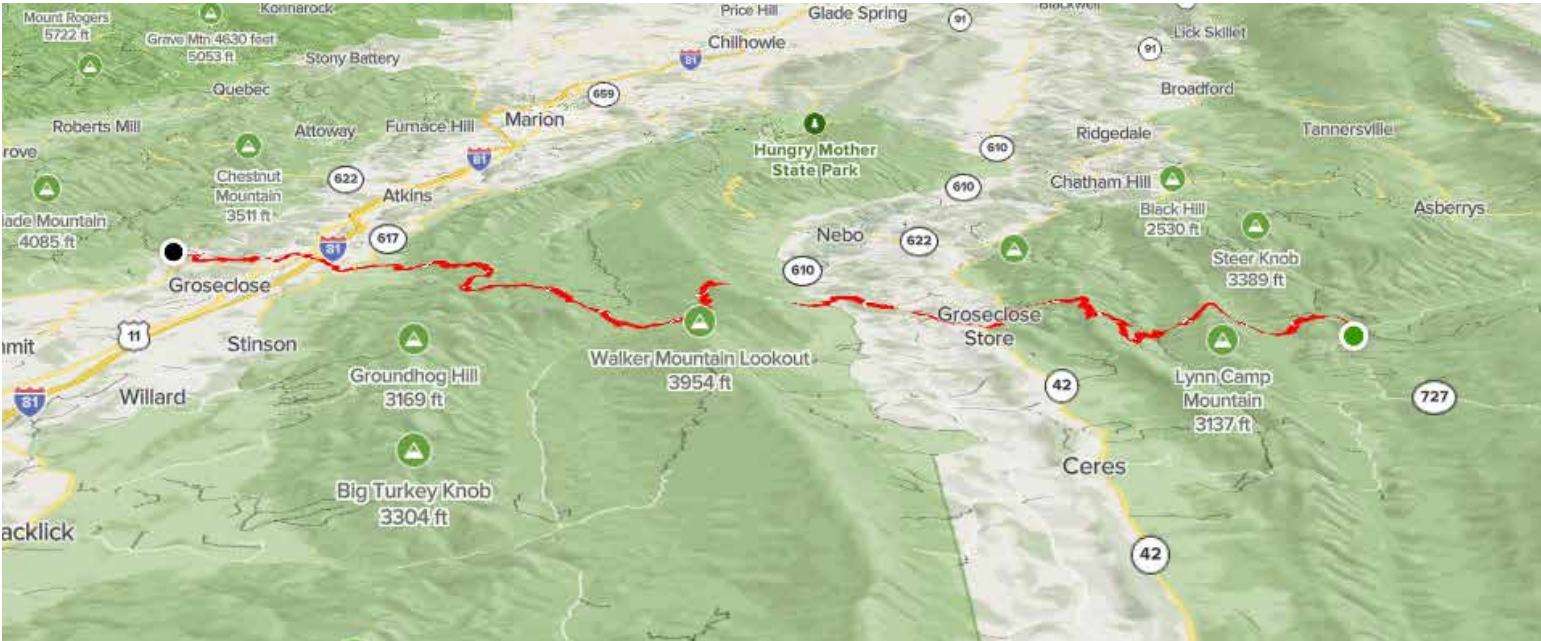 Mount Rogers
5722 ft
Grave Mtn 4630 feet
5053 ft
Konnarock
Price Hill
Glade Spring
91
Lick Skillet
91
Chilhowie
81
Stony Battery
Quebec
659
Broadford
Roberts Mill
Attoway
Furnace Hill
Marion
Ridgedale
Tannersville
81
Hungry Mother
State Park
610
Chestnut
Mountain
3511 ft
622
Atkins
610
Chatham Hill
Black Hill
2530 ft
Asberrys
4085 ft
81
617
Nebo
622
Steer Knob
3389 ft
610
Groseclose
Groseclose
Store
11
Stinson
Walker Mountain Lookout
3954 ft
Groundhog Hill
3169 ft
42
Lynn Camp
Mountain
3137 ft
727
81
Willard
Ceres
Big Turkey Knob
3304 ft
42